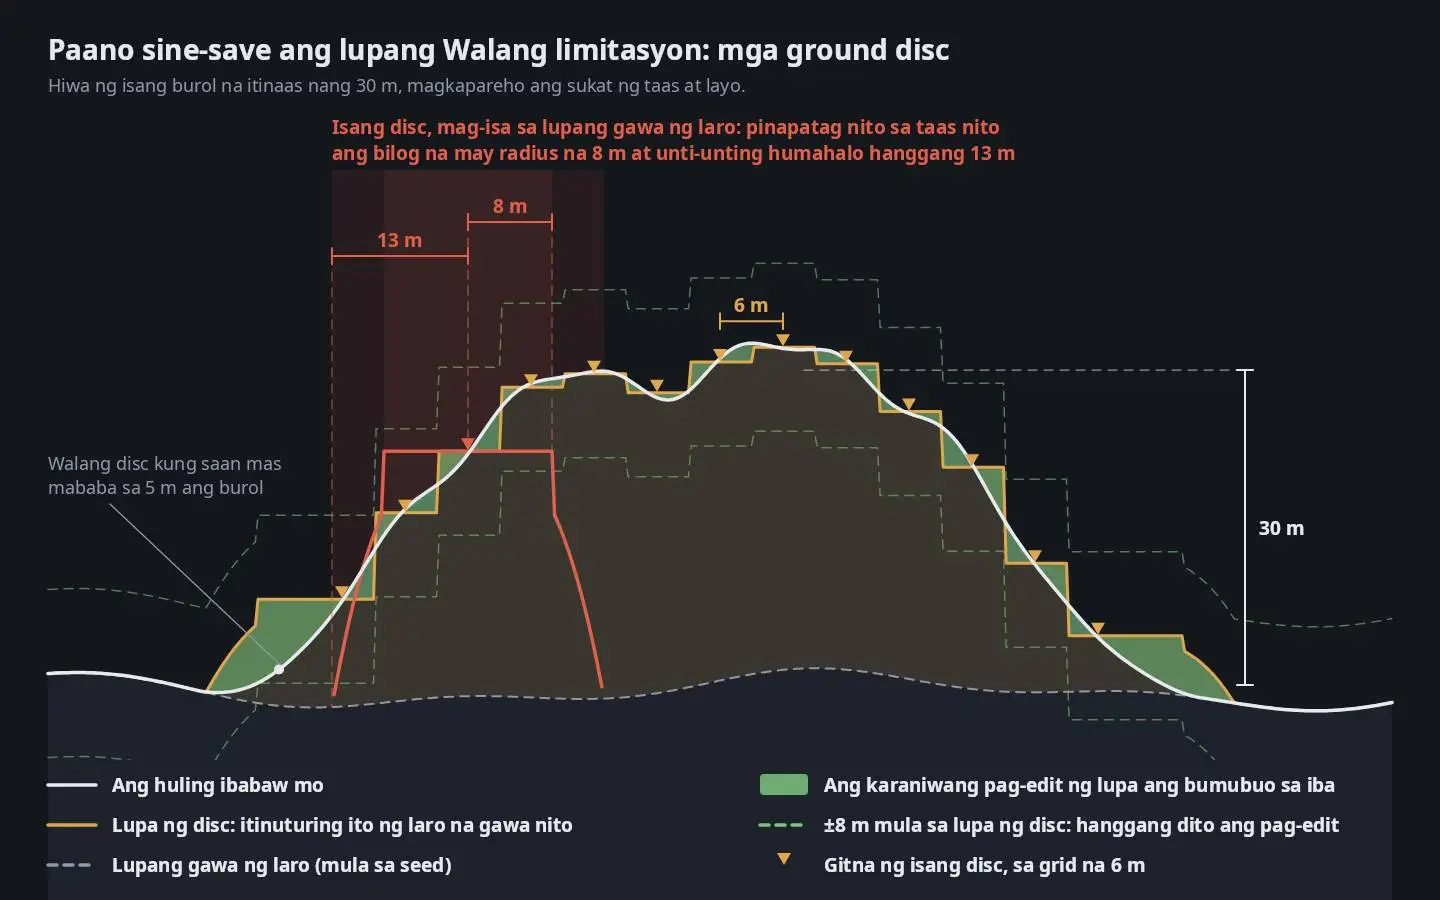 Paano sine-save ang lupang Walang limitasyon: mga ground disc
Hiwa ng isang burol na itinaas nang 30 m, magkapareho ang sukat ng taas at layo.
Isang disc, mag-isa sa lupang gawa ng laro: pinapatag nito sa taas nito
ang bilog na may radius na 8 m at unti-unting humahalo hanggang 13 m
8 m
13 m
6 m
Walang disc kung saan mas
mababa sa 5 m ang burol
30 m
Ang huling ibabaw mo
Lupa ng disc: itinuturing ito ng laro na gawa nito
Lupang gawa ng laro (mula sa seed)
Ang karaniwang pag-edit ng lupa ang bumubuo sa iba
±8 m mula sa lupa ng disc: hanggang dito ang pag-edit
Gitna ng isang disc, sa grid na 6 m